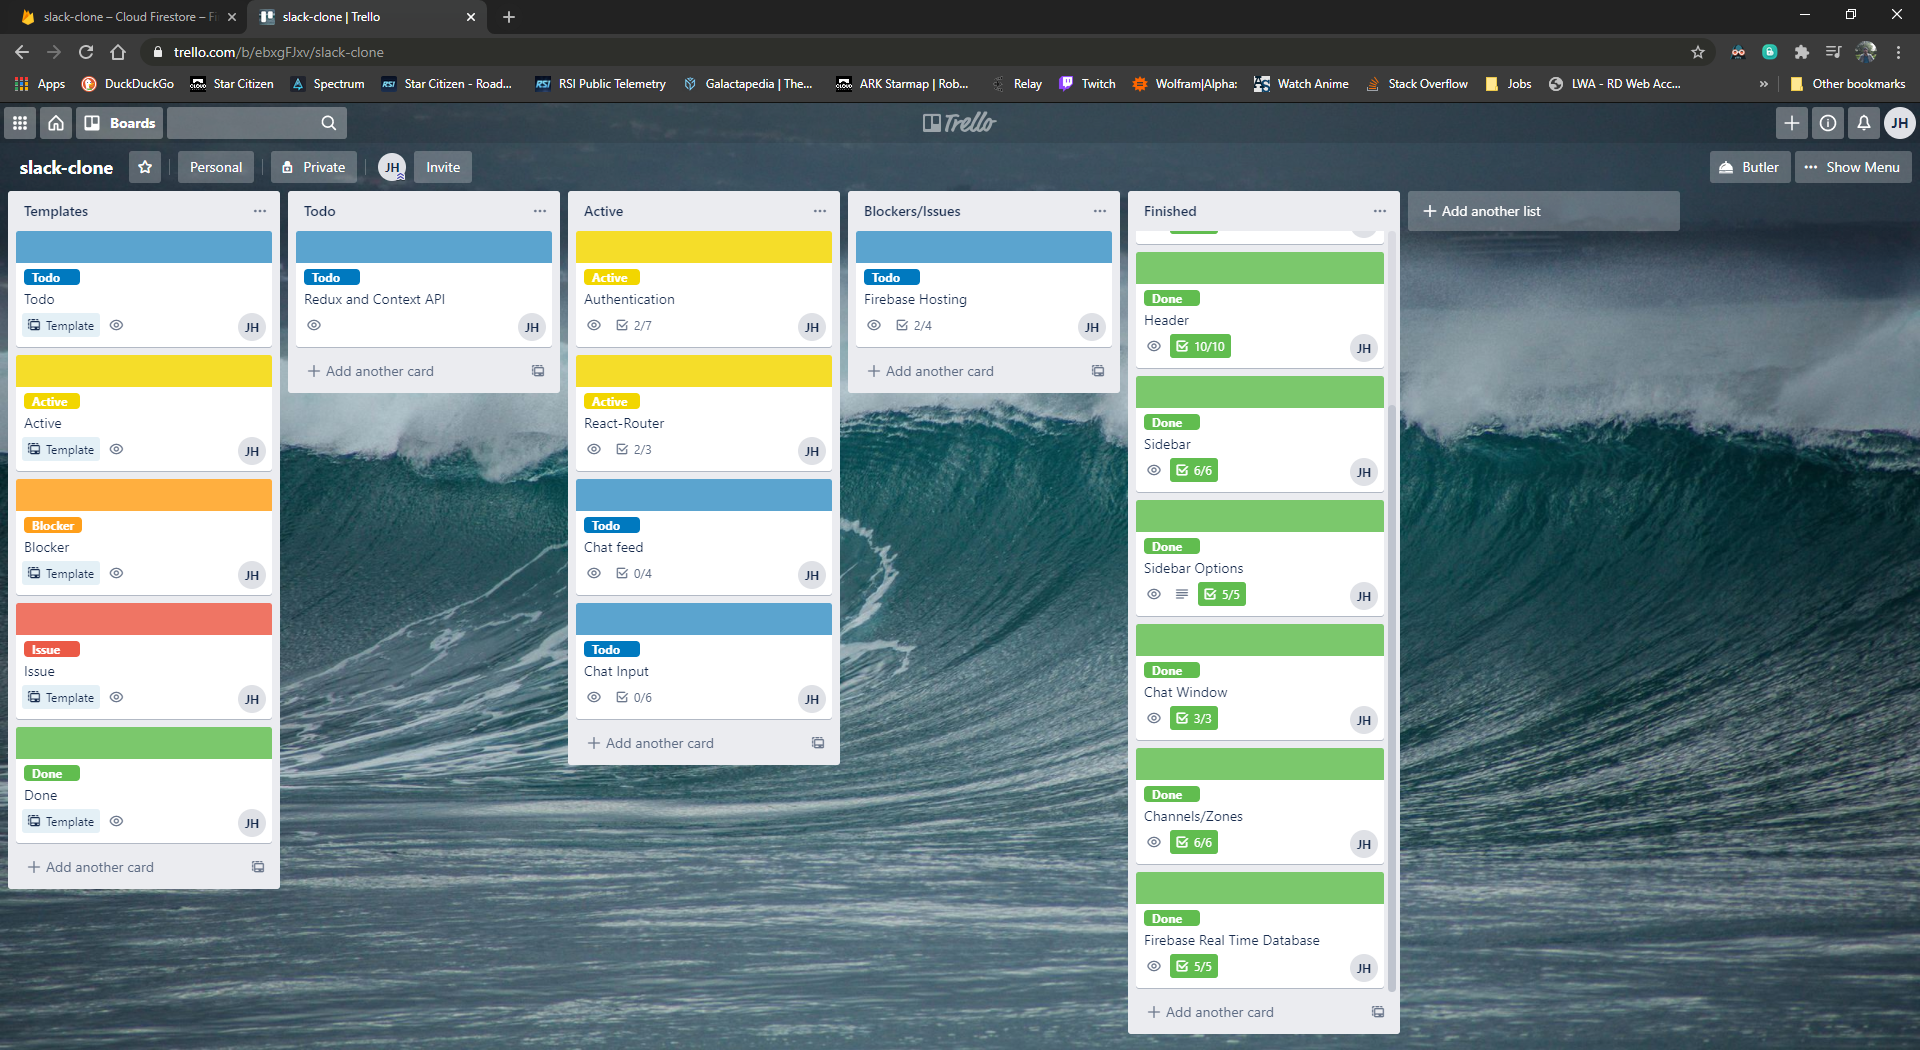 slack-clone – Cloud Firestore – Fi
slack-clone | Trello
trello.com/b/ebxgFJxv/slack-clone
Apps
DuckDuckGo
Star Citizen
Spectrum
RSI
Star Citizen - Road...
RSI
RSI Public Telemetry
Galactapedia | The...
ARK Starmap | Rob...
Relay
Twitch
Wolfram|Alpha:
Watch Anime
Stack Overflow
Jobs
LWA - RD Web Acc...
»
Other bookmarks
Boards
Trello
JH
slack-clone
Personal
Private
JH
Invite
Butler
Show Menu
Templates
Todo
Todo
Template
JH
Active
Active
Template
JH
Blocker
Blocker
Template
JH
Issue
Issue
Template
JH
Done
Done
Template
JH
+ Add another card
Todo
Todo
Redux and Context API
JH
+ Add another card
Active
Active
Authentication
2/7
JH
Active
React-Router
2/3
JH
Todo
Chat feed
0/4
JH
Todo
Chat Input
0/6
JH
+ Add another card
Blockers/Issues
Todo
Firebase Hosting
2/4
JH
+ Add another card
Finished
Done
Header
10/10
JH
Done
Sidebar
6/6
JH
Done
Sidebar Options
5/5
JH
Done
Chat Window
3/3
JH
Done
Channels/Zones
6/6
JH
Done
Firebase Real Time Database
5/5
JH
+ Add another card
+ Add another list